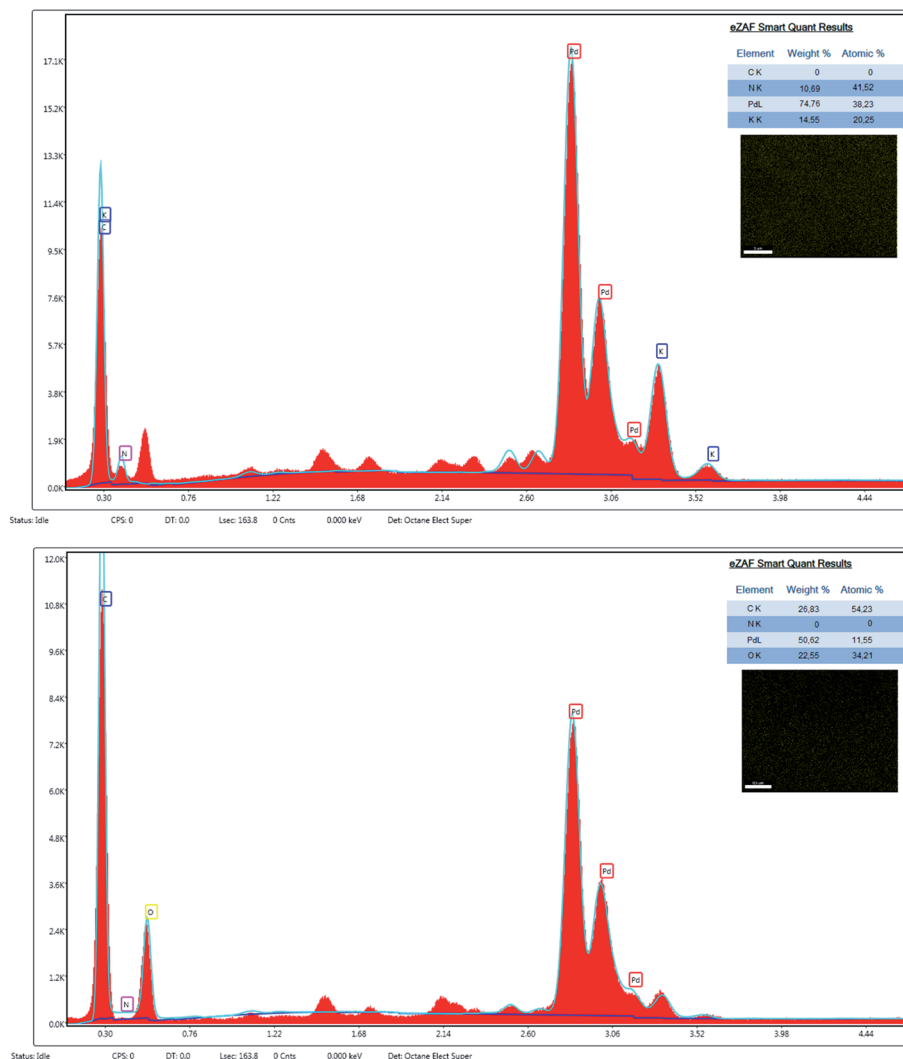 eZAF Smart Quant Results
Element Weight % Atomic %
C K 0 0
N K 10,69 41,52
PdL 74,76 38,23
K K 14,55 20,25
17.1K
15.2K
13.3K
11.4K
9.5K
7.6K
5.7K
3.8K
1.9K
0.0K
K
C
N
Pd
Pd
Pd
K
K
0.30 0.76 1.22 1.68 2.14 2.60 3.06 3.52 3.98 4.44
Status: Idle CPS: 0 DT: 0.0 Lsec: 163.8 0 Cnts 0.000 keV Det: Octane Elect Super
eZAF Smart Quant Results
Element Weight % Atomic %
C K 26,83 54,23
N K 0 0
PdL 50,62 11,55
O K 22,55 34,21
12.0K
10.8K
9.6K
8.4K
7.2K
6.0K
4.8K
3.6K
2.4K
1.2K
0.0K
C
N
O
Pd
Pd
Pd
0.30 0.76 1.22 1.68 2.14 2.60 3.06 3.52 3.98 4.44
Status: Idle CPS: 0 DT: 0.0 Lsec: 163.8 0 Cnts 0.000 keV Det: Octane Elect Super